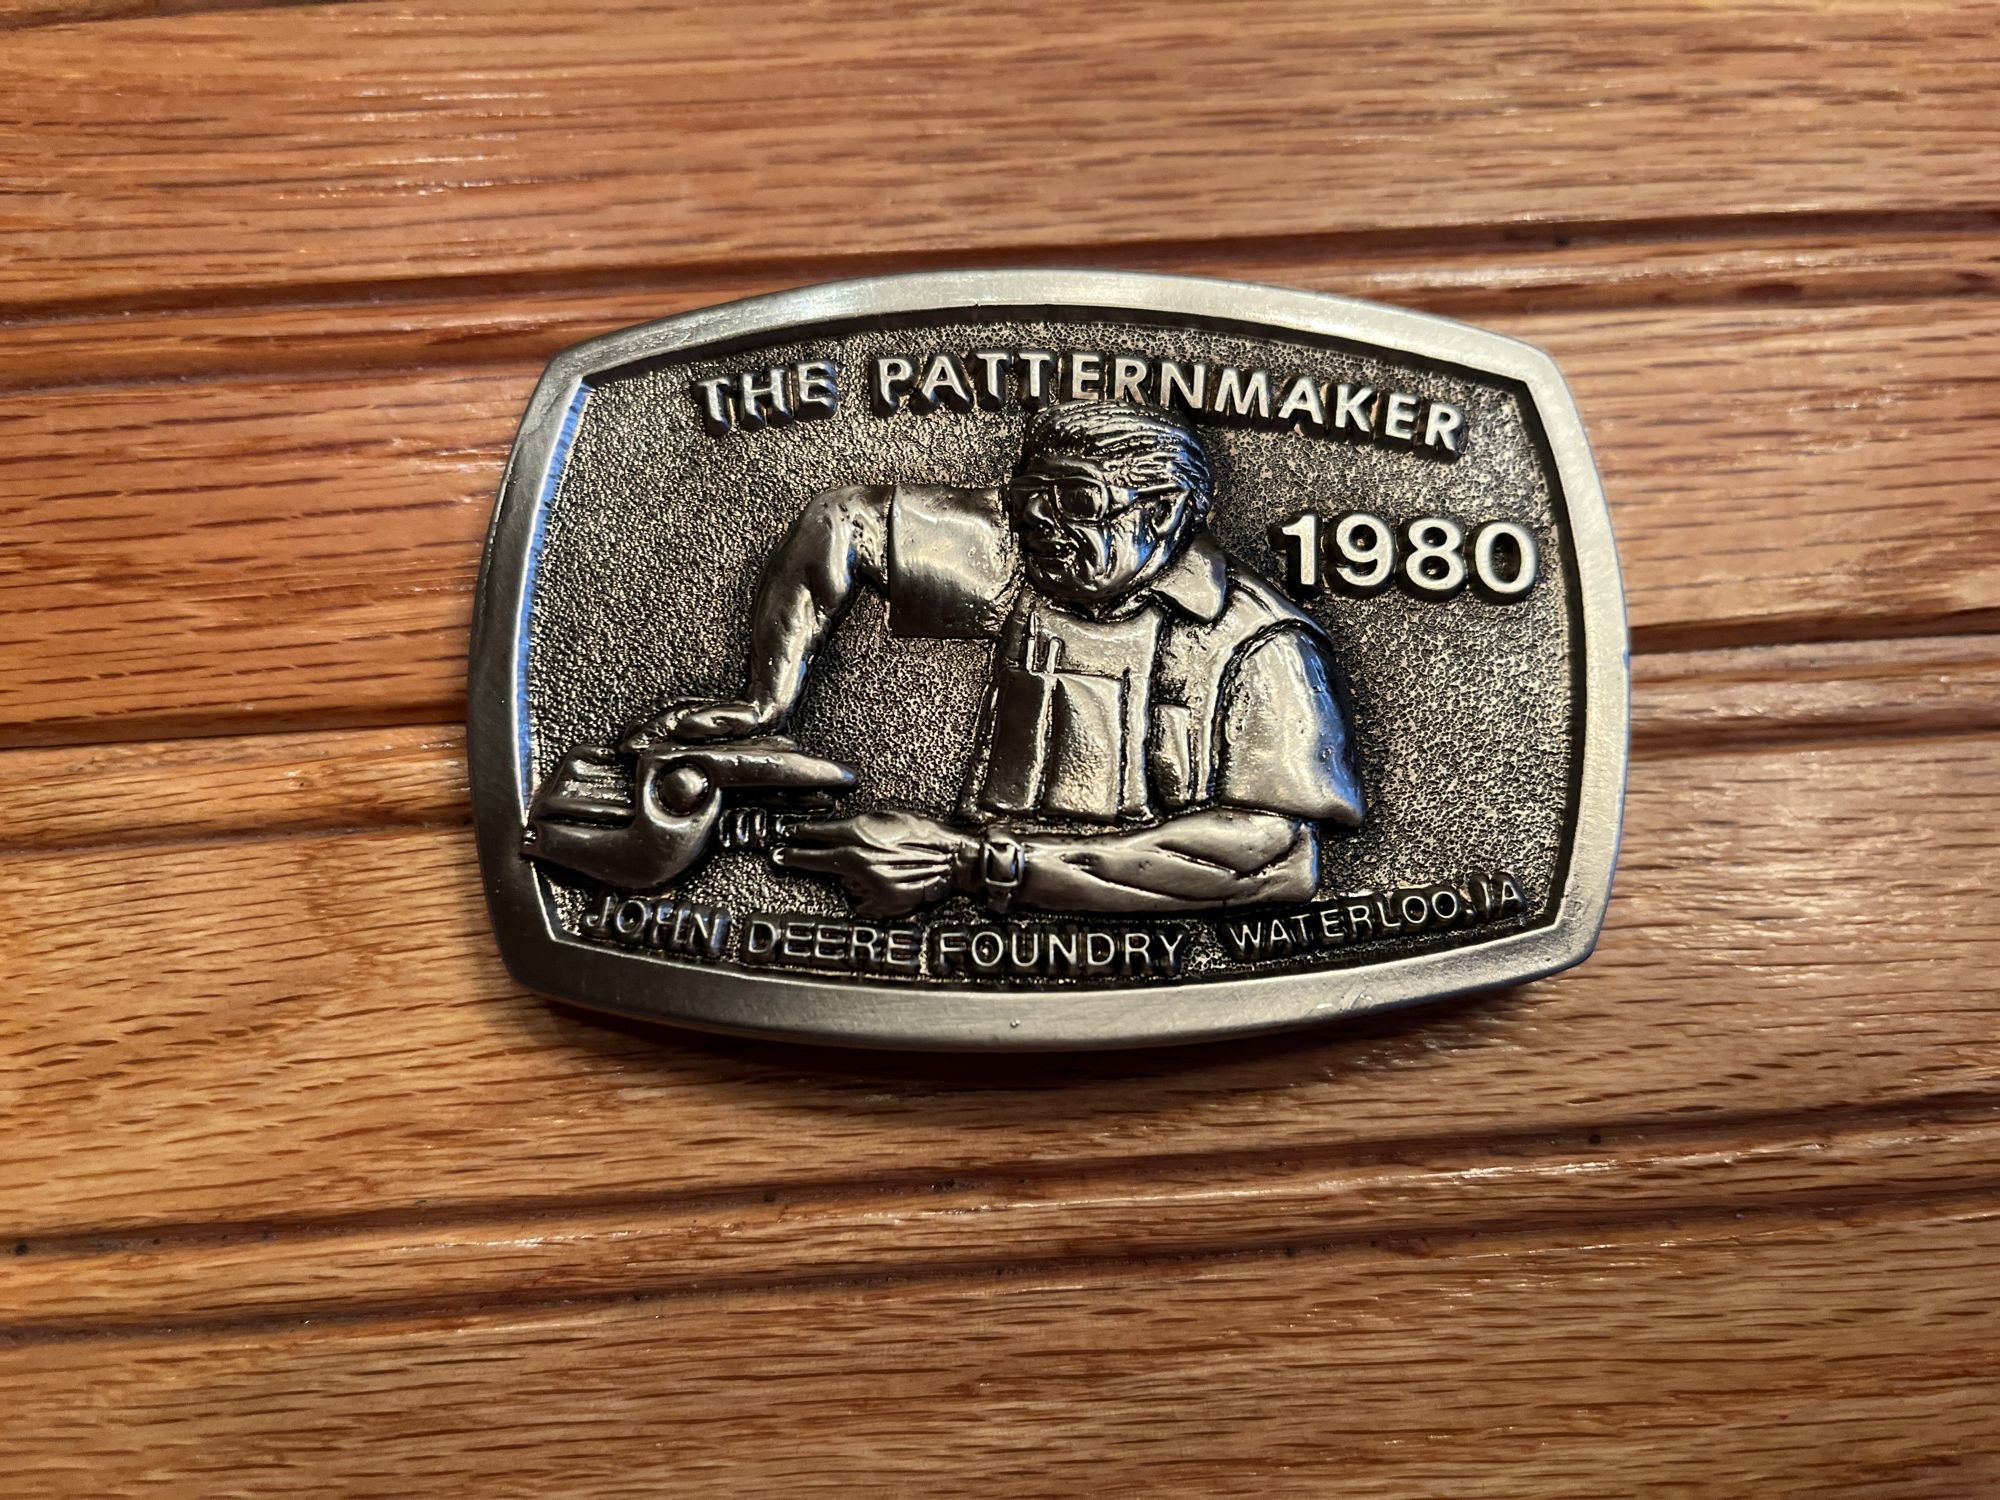 THE PATTERNMAKER
1980
JOHN DEERE FOUNDRY WATERLOO.IA